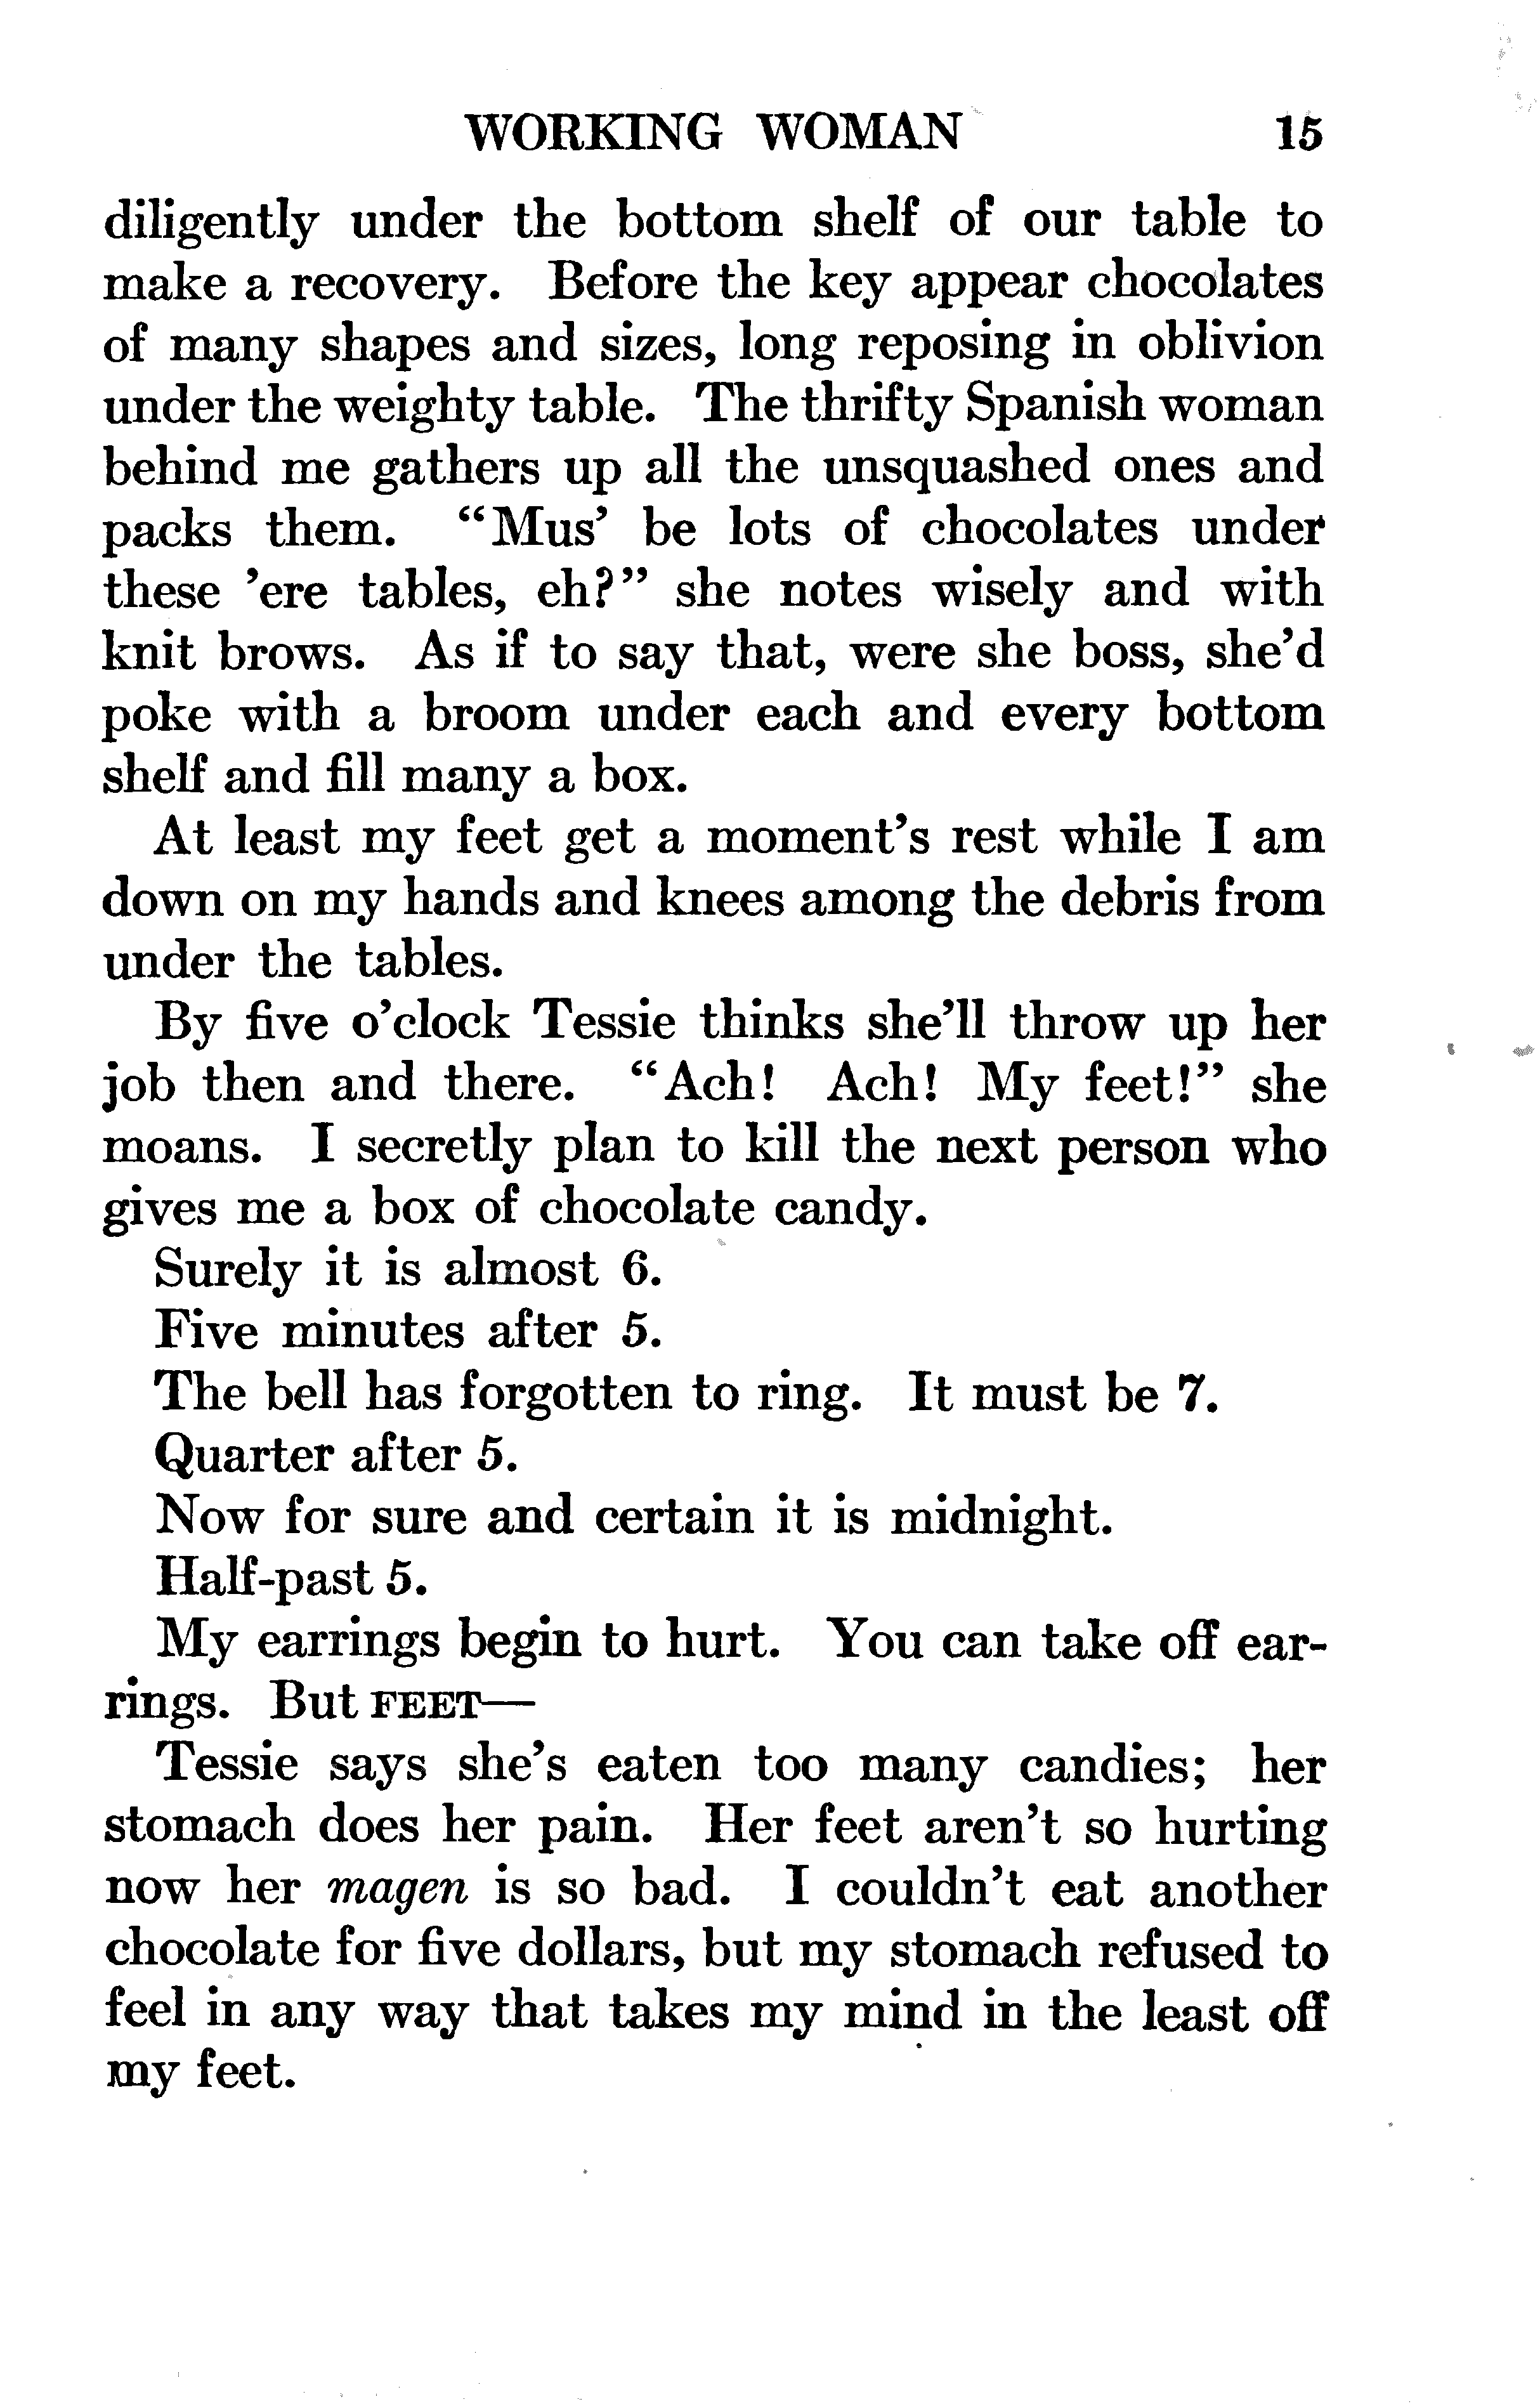 WORKING WOMAN 15
diligently under the bottom shelf of our table to
make a recovery. Before the key appear chocolates
of many shapes and sizes, long reposing in oblivion
under the weighty table. The thrifty Spanish woman
behind me gathers up all the unsquashed ones and
packs them. “Mus’ be lots of chocolates under
these ’ere tables, eh?” she notes wisely and with
knit brows. As if to say that, were she boss, she’d
poke with a broom under each and every bottom
shelf and fill many a box.
At least my feet get a moment’s rest while I am
down on my hands and knees among the debris from
under the tables.
By five o’clock Tessie thinks she’ll throw up her
job then and there. “Ach! Ach! My feet!” she
moans. I secretly plan to kill the next person who
gives me a box of chocolate candy.
Surely it is almost 6.
Five minutes after 5.
The bell has forgotten to ring. It must be 7.
Quarter after 5.
Now for sure and certain it is midnight.
Half-past 5.
My earrings begin to hurt. You can take off ear-
rings. But FEET—
Tessie says she’s eaten too many candies; her
stomach does her pain. Her feet aren’t so hurting
now her magen is so bad. I couldn’t eat another
chocolate for five dollars, but my stomach refused to
feel in any way that takes my mind in the least off
my feet.